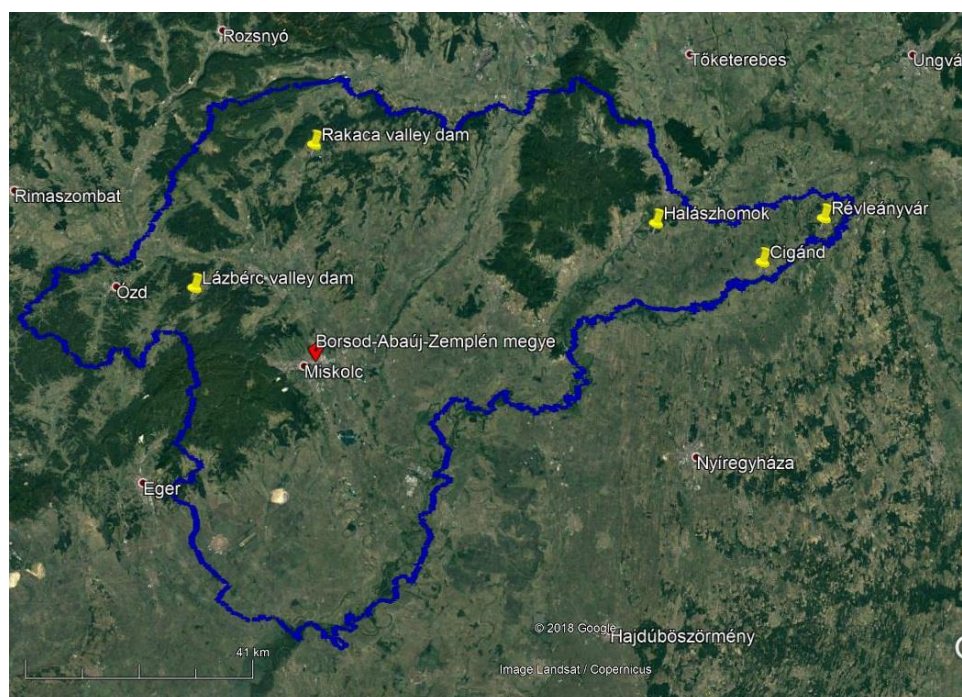 Rozsnyó
Tőketerebes
Ungvá
Rakaca valley dam
Rimaszombat
Halászhomok
Révleányvár
Cigánd
Lázbérc valley dam
Ózd
Borsod-Abaúj-Zemplén megye
Miskolc
Nyíregyháza
Eger
© 2018 Google
Hajdúböszörmény
41 km
Image Landsat / Copernicus